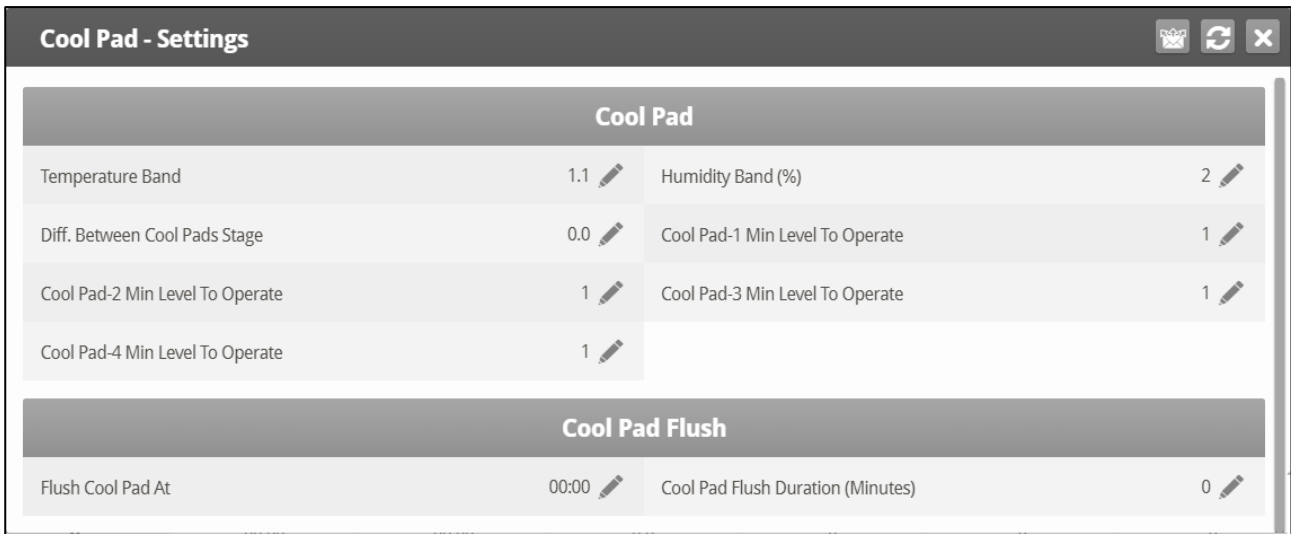 Cool Pad - Settings
Cool Pad
Temperature Band 1.1 Humidity Band (%) 2
Diff. Between Cool Pads Stage 0.0 Cool Pad-1 Min Level To Operate 1
Cool Pad-2 Min Level To Operate 1 Cool Pad-3 Min Level To Operate 1
Cool Pad-4 Min Level To Operate 1
Cool Pad Flush
Flush Cool Pad At 00:00 Cool Pad Flush Duration (Minutes) 0